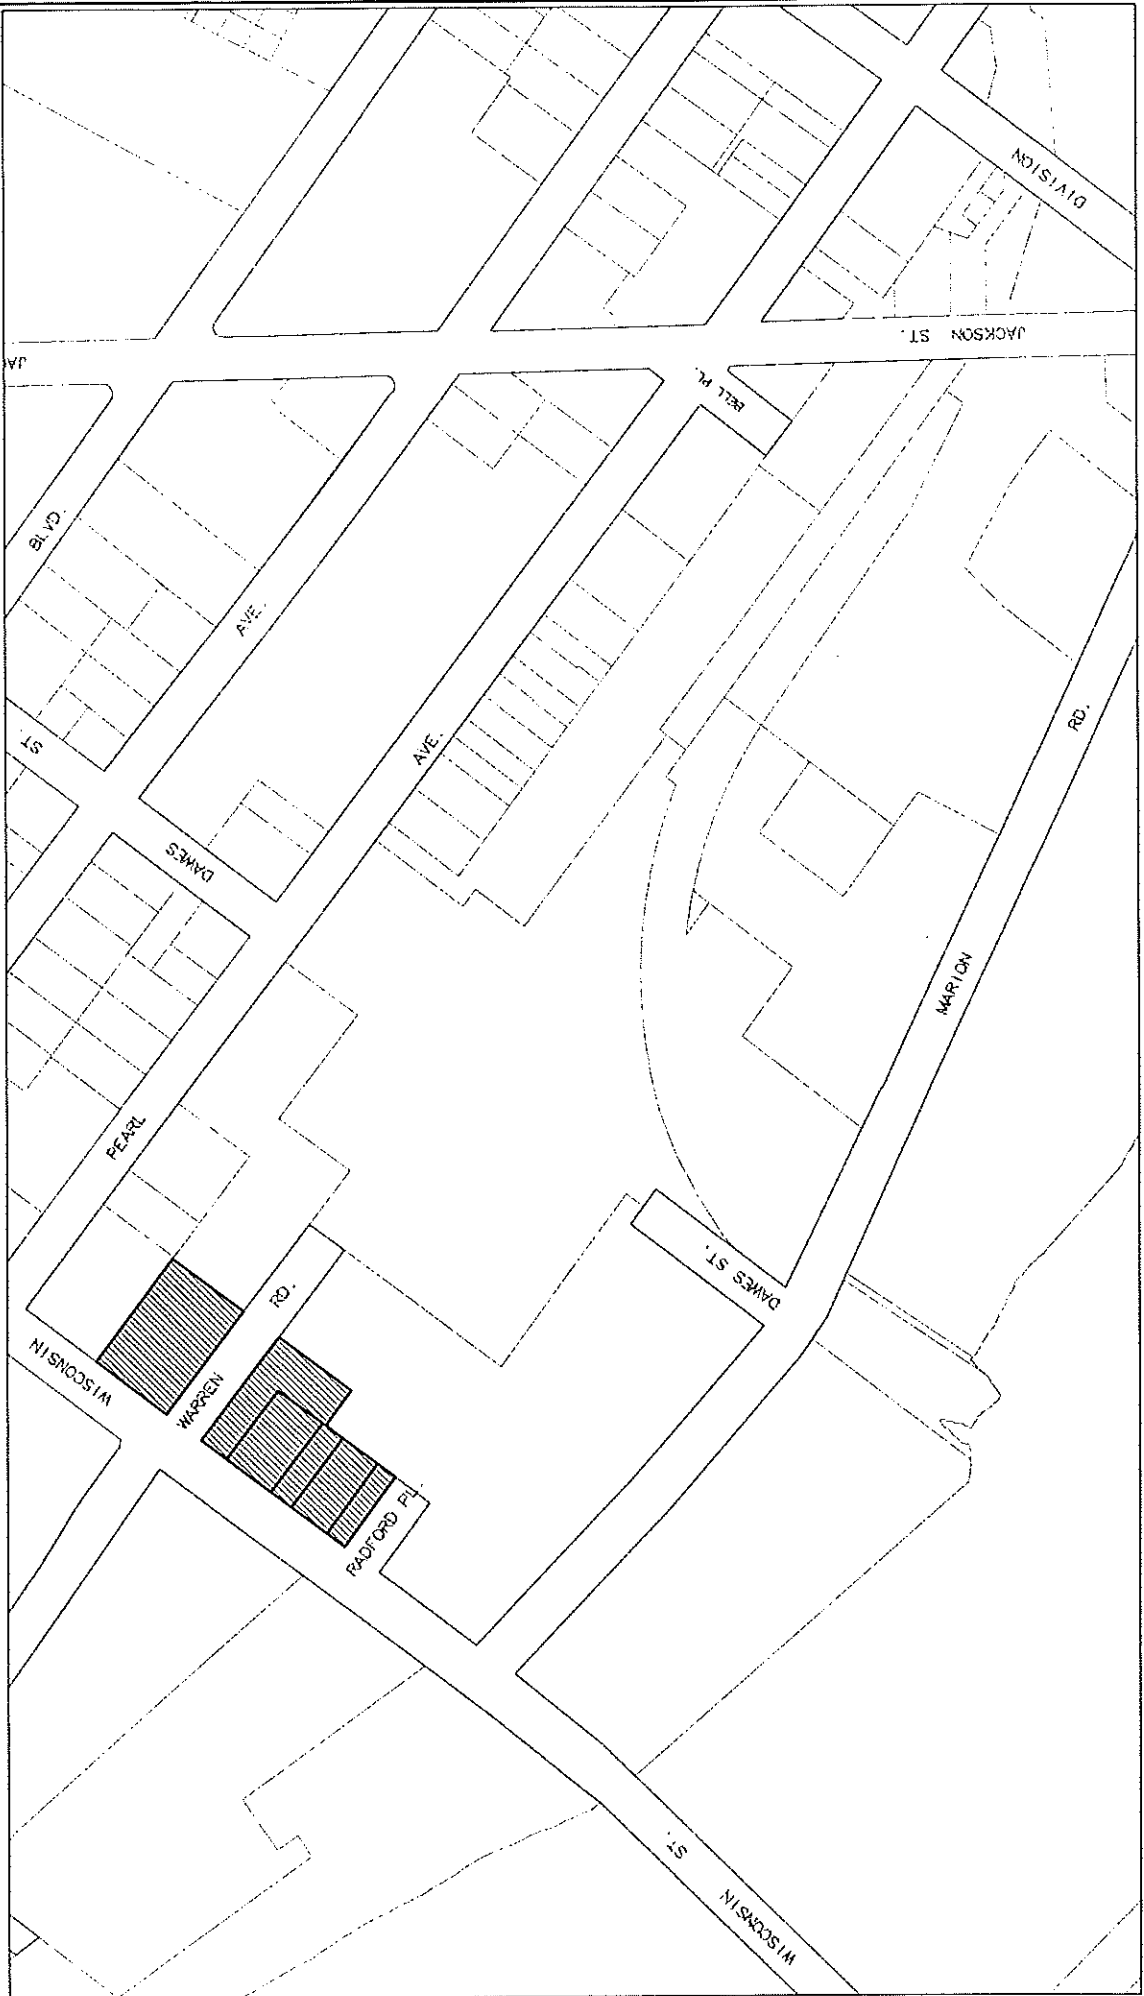 DIVISION
JACKSON ST.
JA
BELL PL.
BLVD.
AVE.
ST.
AVE.
RD.
DAWES
MARION
PEARL
DAWES ST.
RD.
WISCONSIN
WARREN
RADFORD PL.
ST.
WISCONSIN